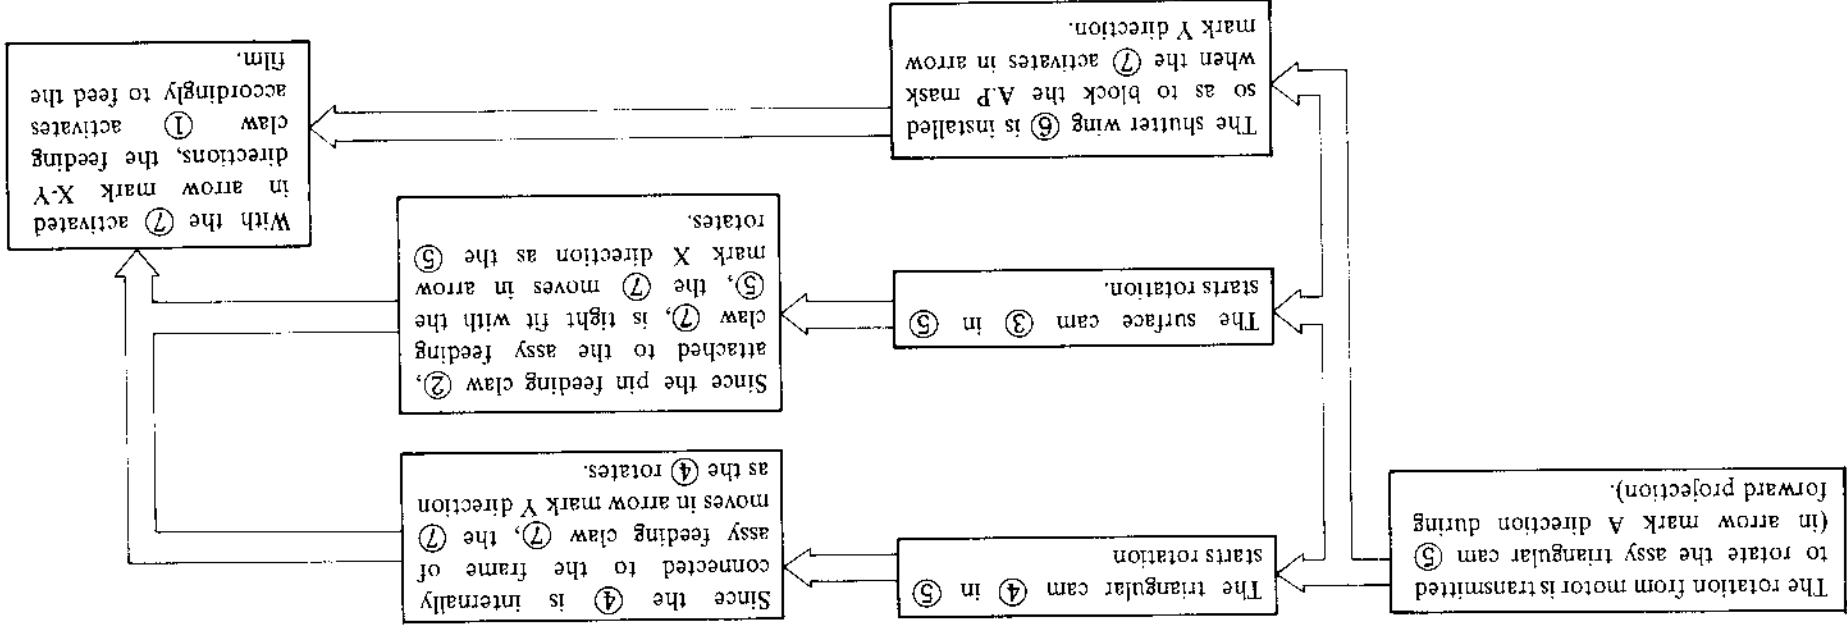 The rotation from motor is transmitted
to rotate the assy triangular cam ⑤
(in arrow mark A direction during
forward projection).
The triangular cam ④ in ⑤
starts rotation
Since the ④ is internally
connected to the frame of
assy feeding claw ⑦, the ⑦
moves in arrow mark Y direction
as the ④ rotates.
The surface cam ③ in ⑤
starts rotation.
Since the pin feeding claw ②,
attached to the assy feeding
claw ⑦, is tight fit with the
⑤, the ⑦ moves in arrow
mark X direction as the ⑤
rotates.
The shutter wing ⑥ is installed
so as to block the A.P mask
when the ⑦ activates in arrow
mark Y direction.
With the ⑦ activated
in arrow mark X-Y
directions, the feeding
claw ① activates
accordingly to feed the
film.